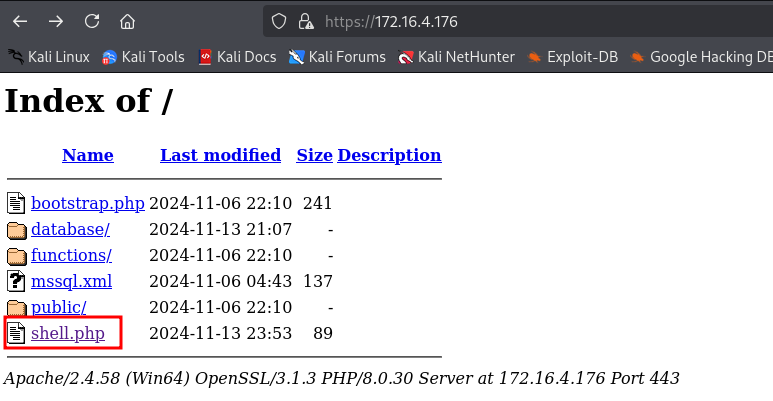 https://172.16.4.176
Kali Linux Kali Tools Kali Docs Kali Forums Kali NetHunter Exploit-DB Google Hacking DB
Index of /
Name Last modified Size Description
bootstrap.php 2024-11-06 22:10 241
database/ 2024-11-13 21:07 -
functions/ 2024-11-06 22:10 -
mssql.xml 2024-11-06 04:43 137
public/ 2024-11-06 22:10 -
shell.php 2024-11-13 23:53 89
Apache/2.4.58 (Win64) OpenSSL/3.1.3 PHP/8.0.30 Server at 172.16.4.176 Port 443